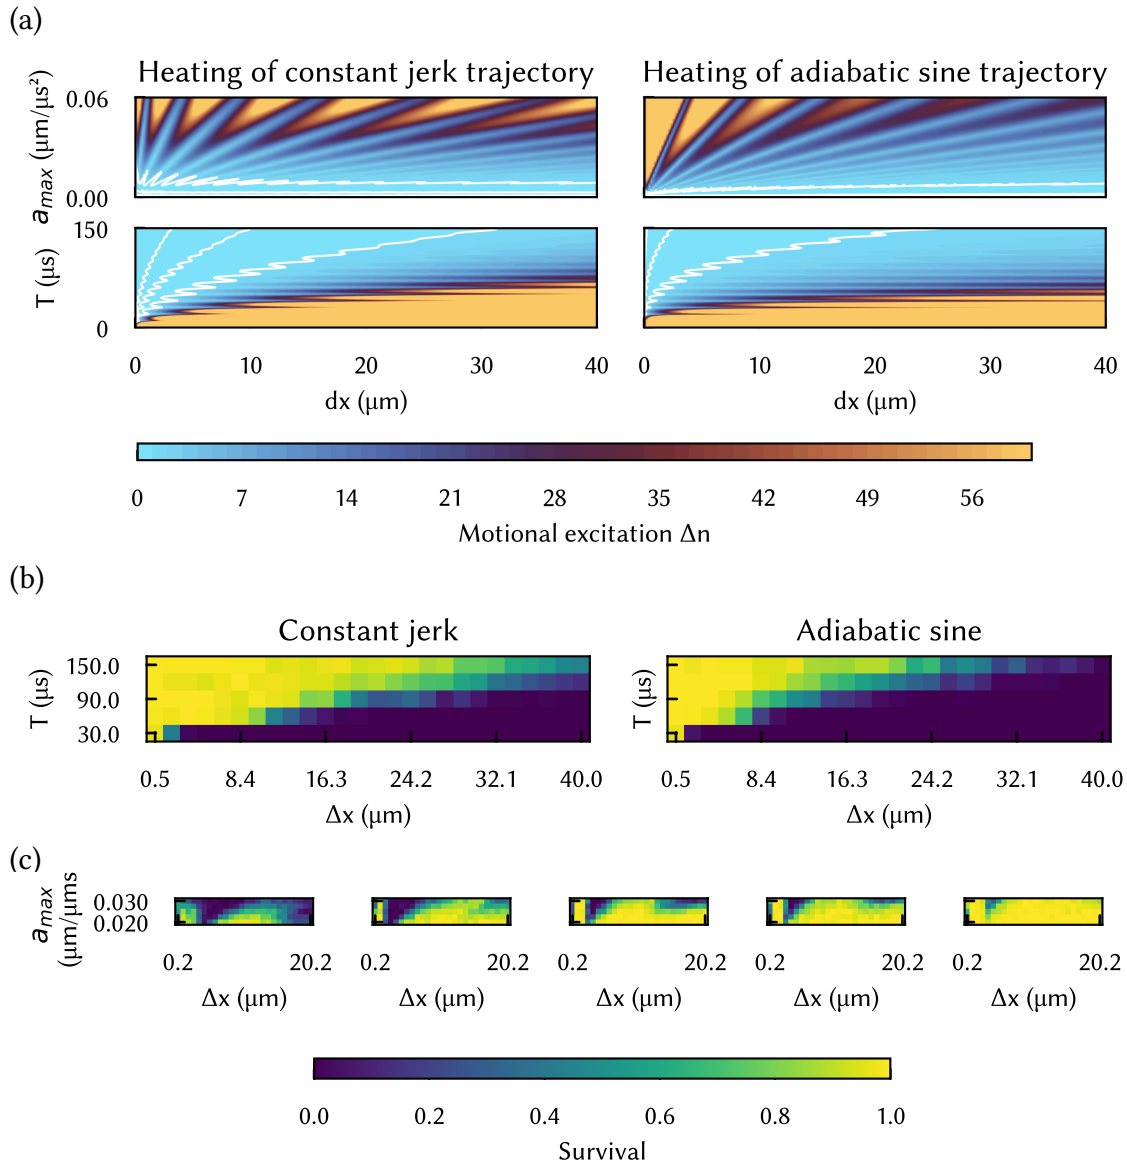 (a)
Heating of constant jerk trajectory
Heating of adiabatic sine trajectory
a_max (μm/μs²)
0.06
0.00
T (μs)
150
0
0 10 20 30 40
dx (μm)
0 10 20 30 40
dx (μm)
0 7 14 21 28 35 42 49 56
Motional excitation Δn
(b)
Constant jerk
Adiabatic sine
T (μs)
150.0
90.0
30.0
0.5 8.4 16.3 24.2 32.1 40.0
Δx (μm)
T (μs)
0.5 8.4 16.3 24.2 32.1 40.0
Δx (μm)
(c)
a_max
(μm/μms
0.030
0.020
0.2 20.2 0.2 20.2 0.2 20.2 0.2 20.2 0.2 20.2
Δx (μm) Δx (μm) Δx (μm) Δx (μm) Δx (μm)
0.0 0.2 0.4 0.6 0.8 1.0
Survival